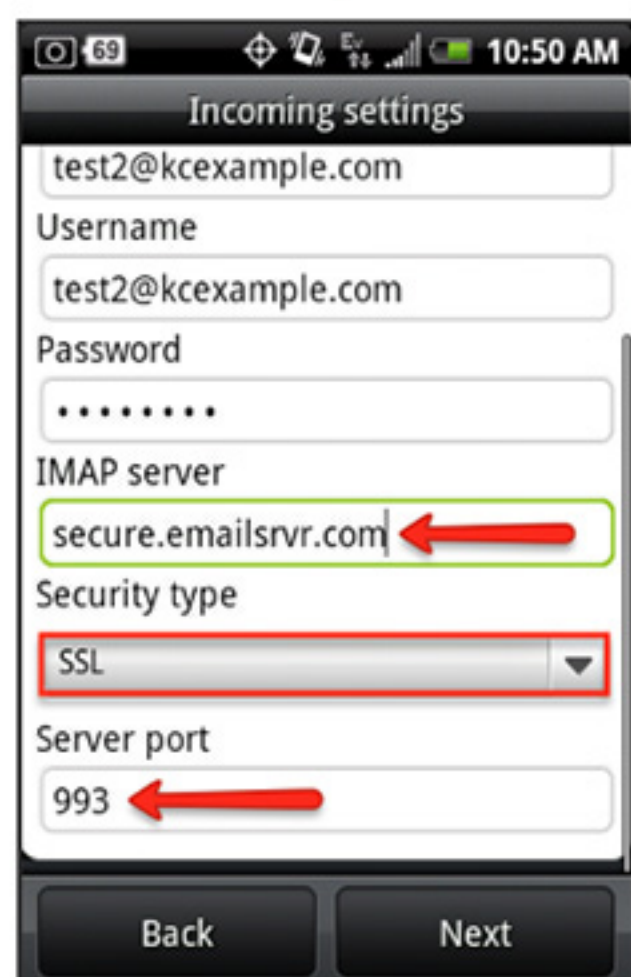 69 Ev 10:50 AM
Incoming settings
test2@kcexample.com
Username
test2@kcexample.com
Password
••••••••
IMAP server
secure.emailsrvr.com
Security type
SSL
Server port
993
Back Next